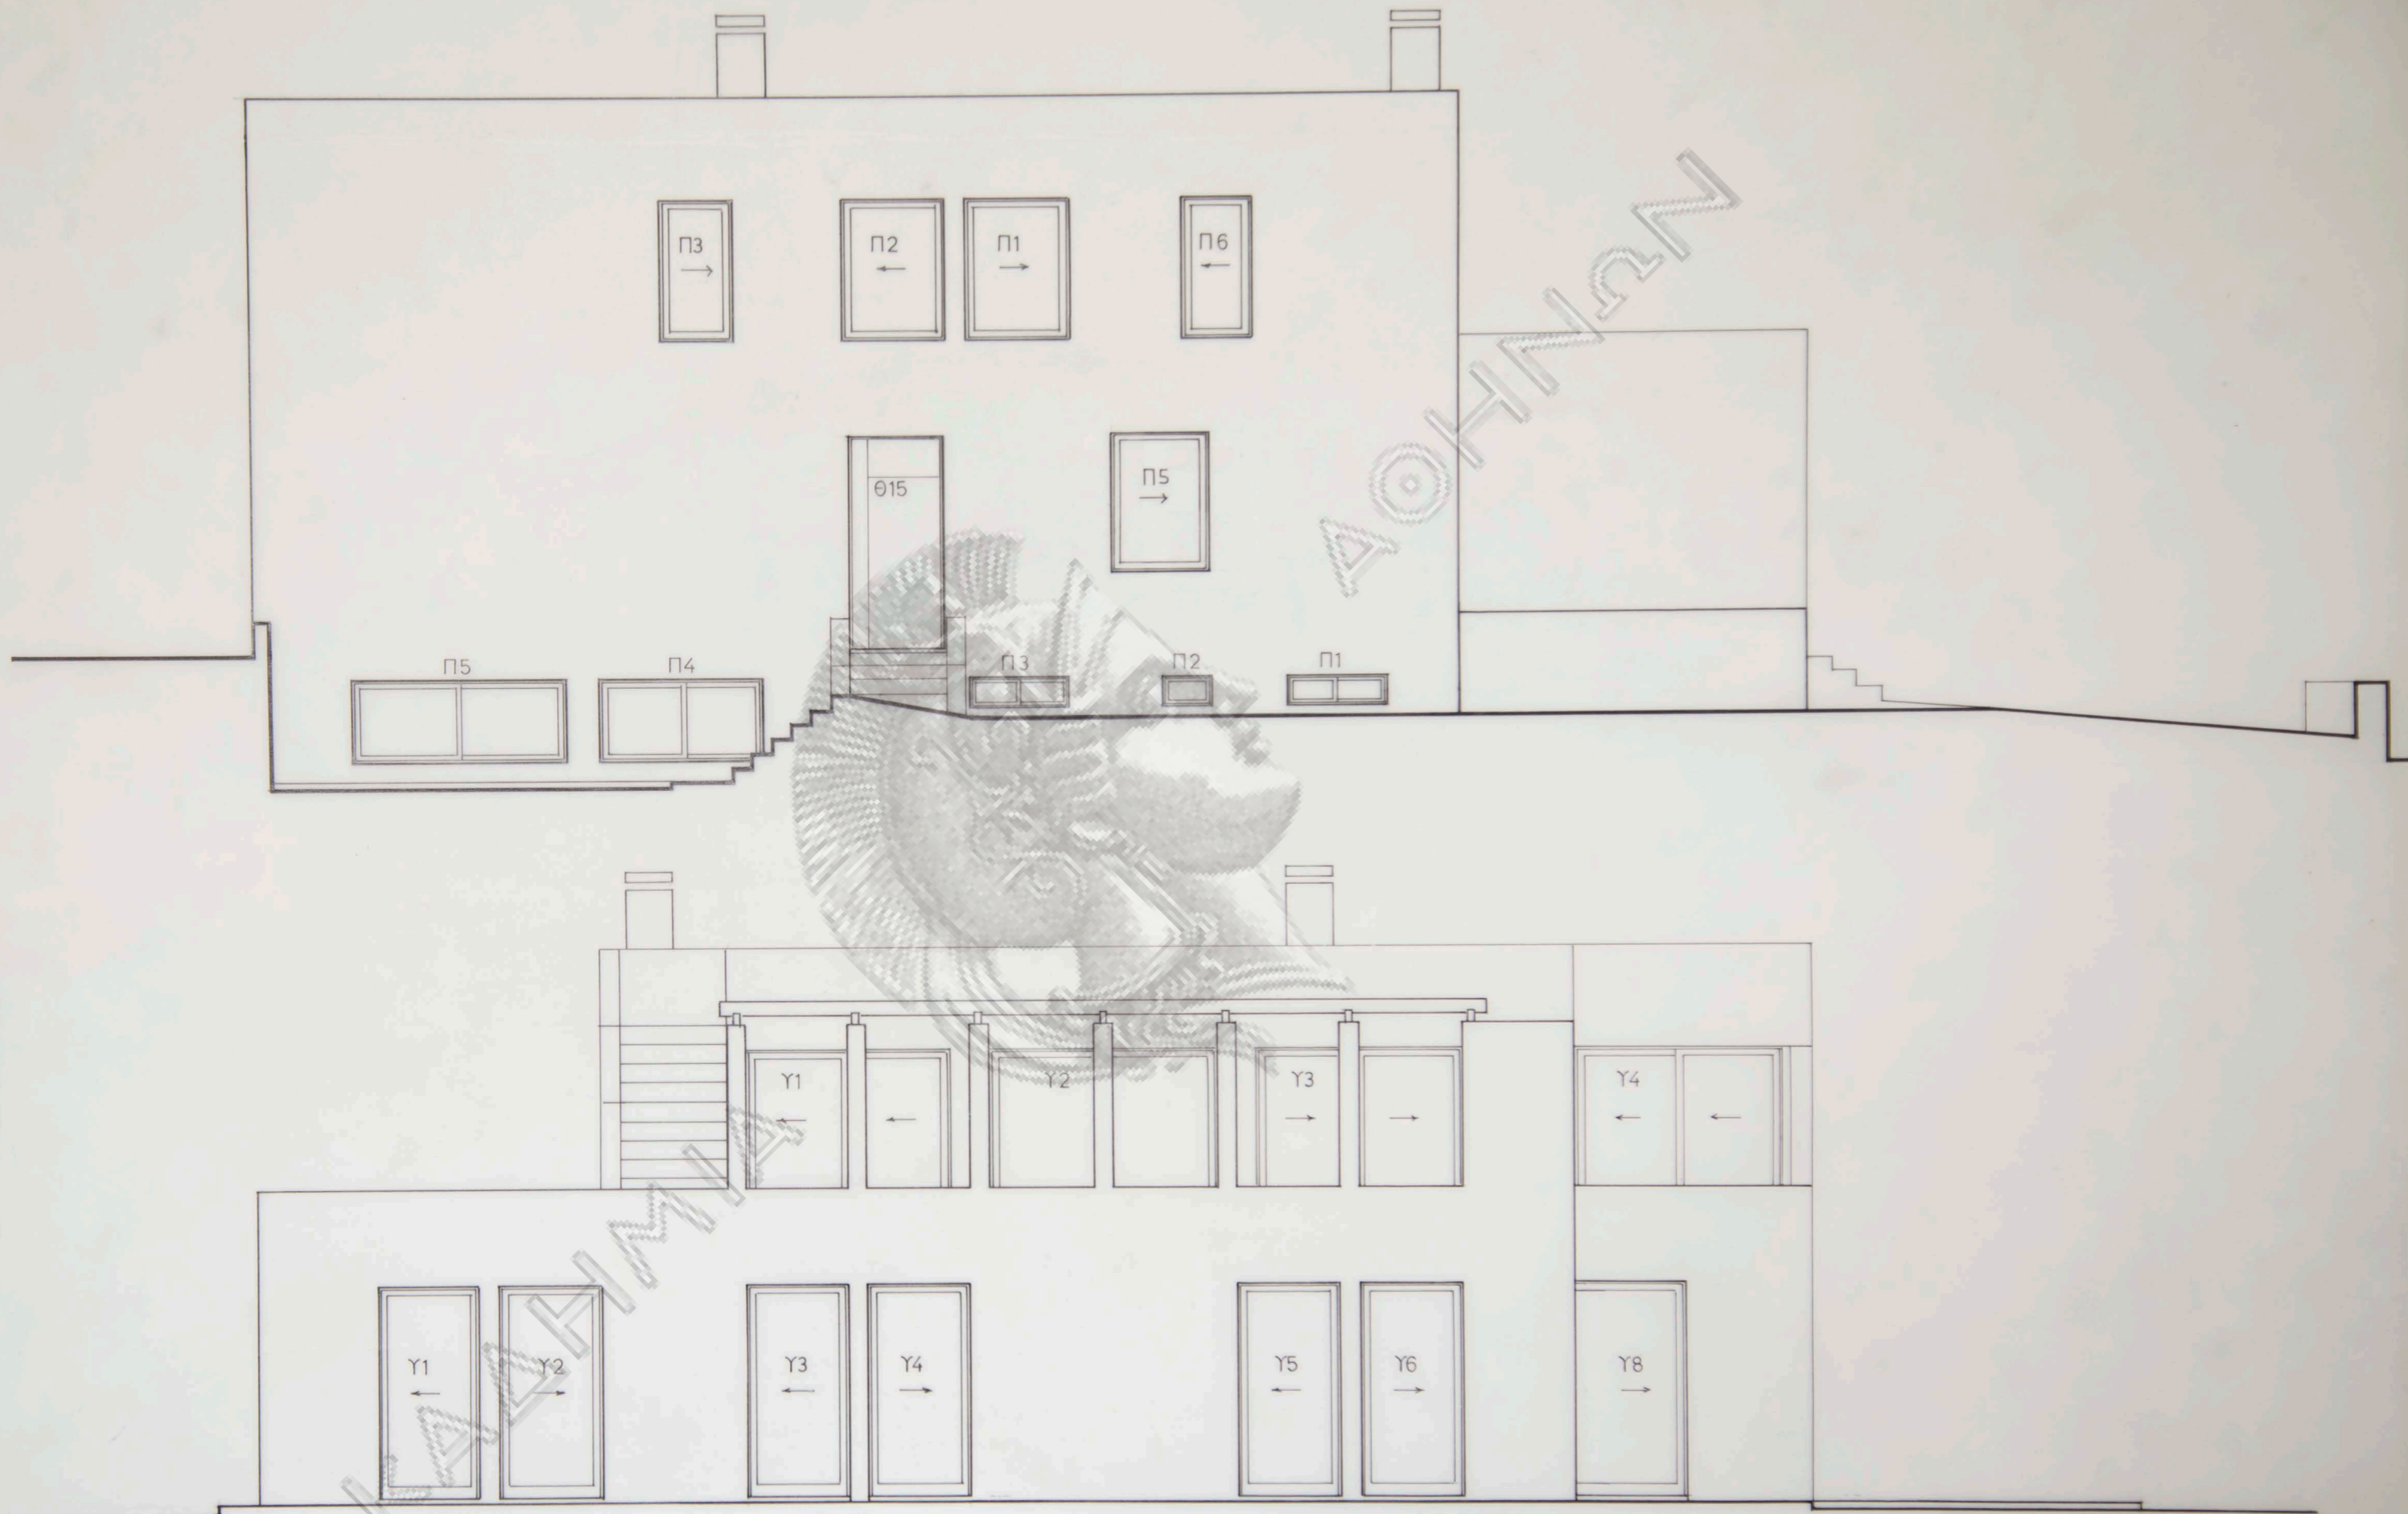 Π3 Π2 Π1 Π6
Θ15 Π5
Π5 Π4 Π3 Π2 Π1
Υ1 Υ2 Υ3 Υ4
Υ1 Υ2 Υ3 Υ4 Υ5 Υ6 Υ8
ΚΑΔΗΜΙΑ ΑΘΗΝΩΝ